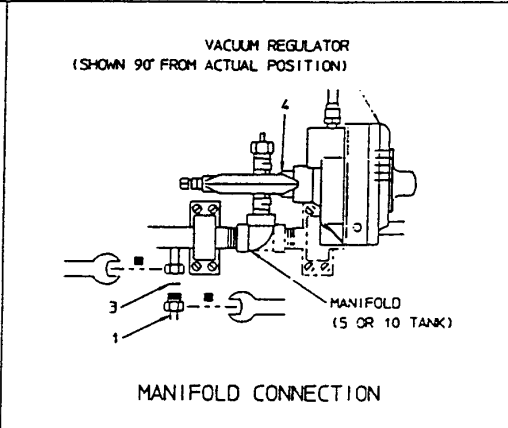 VACUUM REGULATOR
(SHOWN 90° FROM ACTUAL POSITION)
4
3
1
MANIFOLD
(5 OR 10 TANK)
MANIFOLD CONNECTION